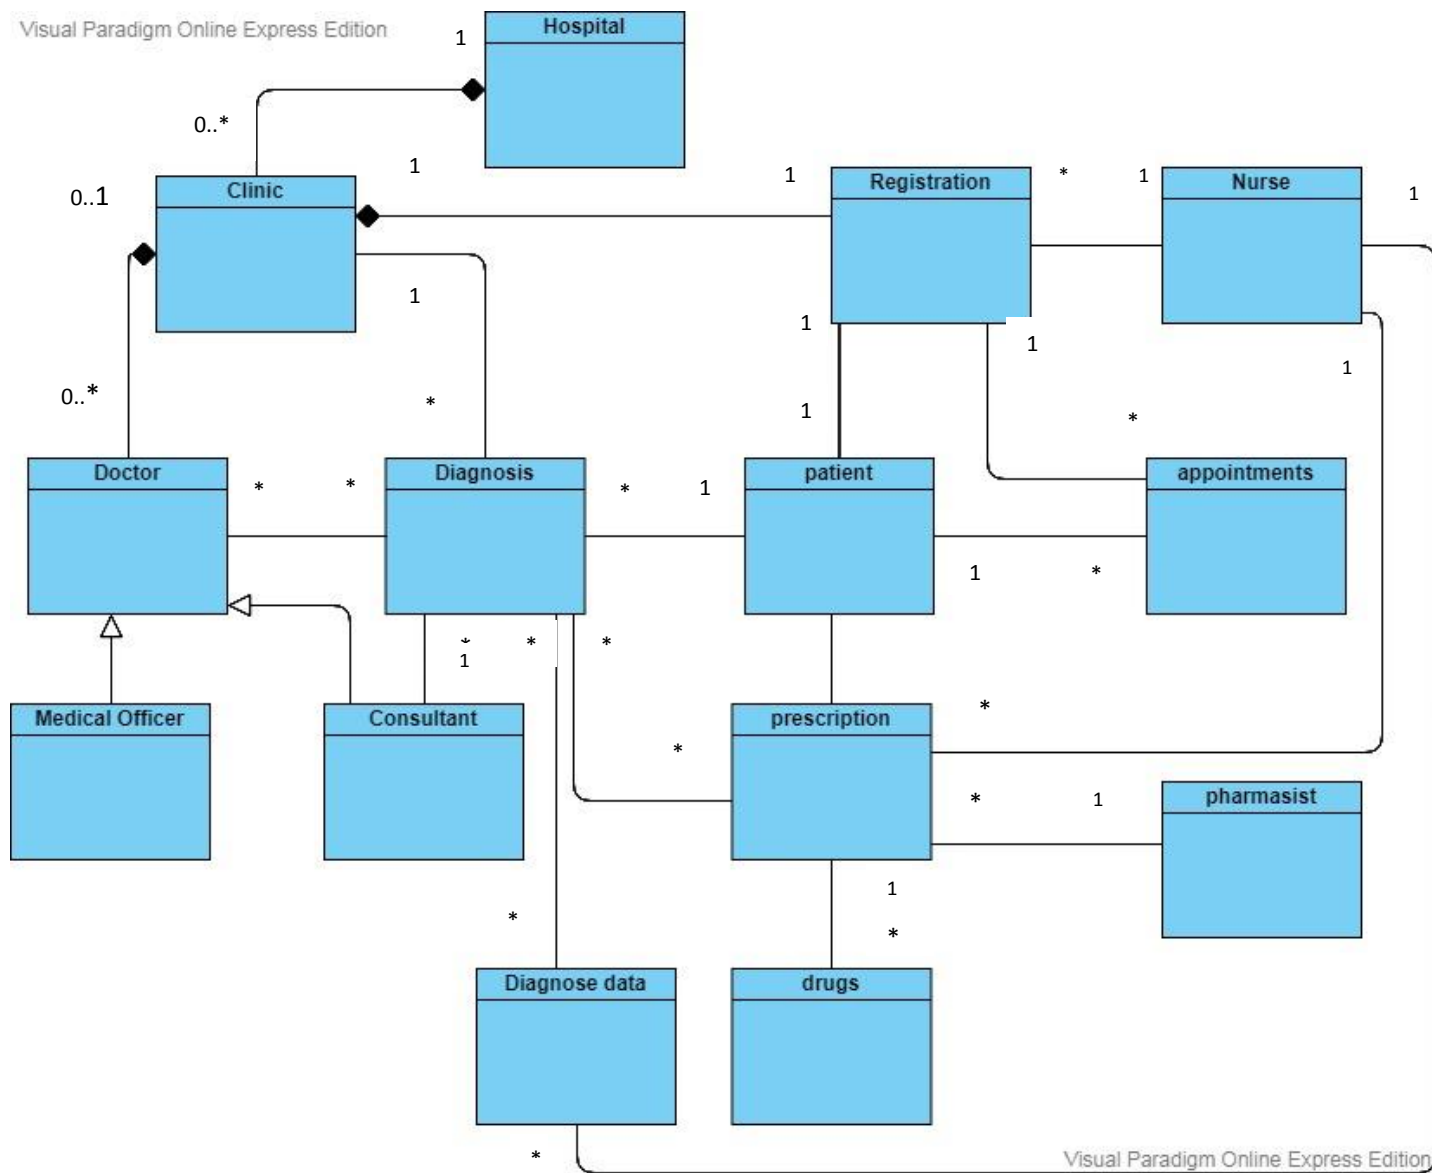 Visual Paradigm Online Express Edition
Hospital
1
0..*
1
1
Clinic
0..1
Registration
*
1
Nurse
1
1
1
1
1
0..*
*
1
*
Doctor
*
*
Diagnosis
*
1
patient
appointments
1
*
*
1
*
*
Medical Officer
Consultant
prescription
*
*
*
1
pharmasist
1
*
*
Diagnose data
drugs
*
Visual Paradigm Online Express Edition